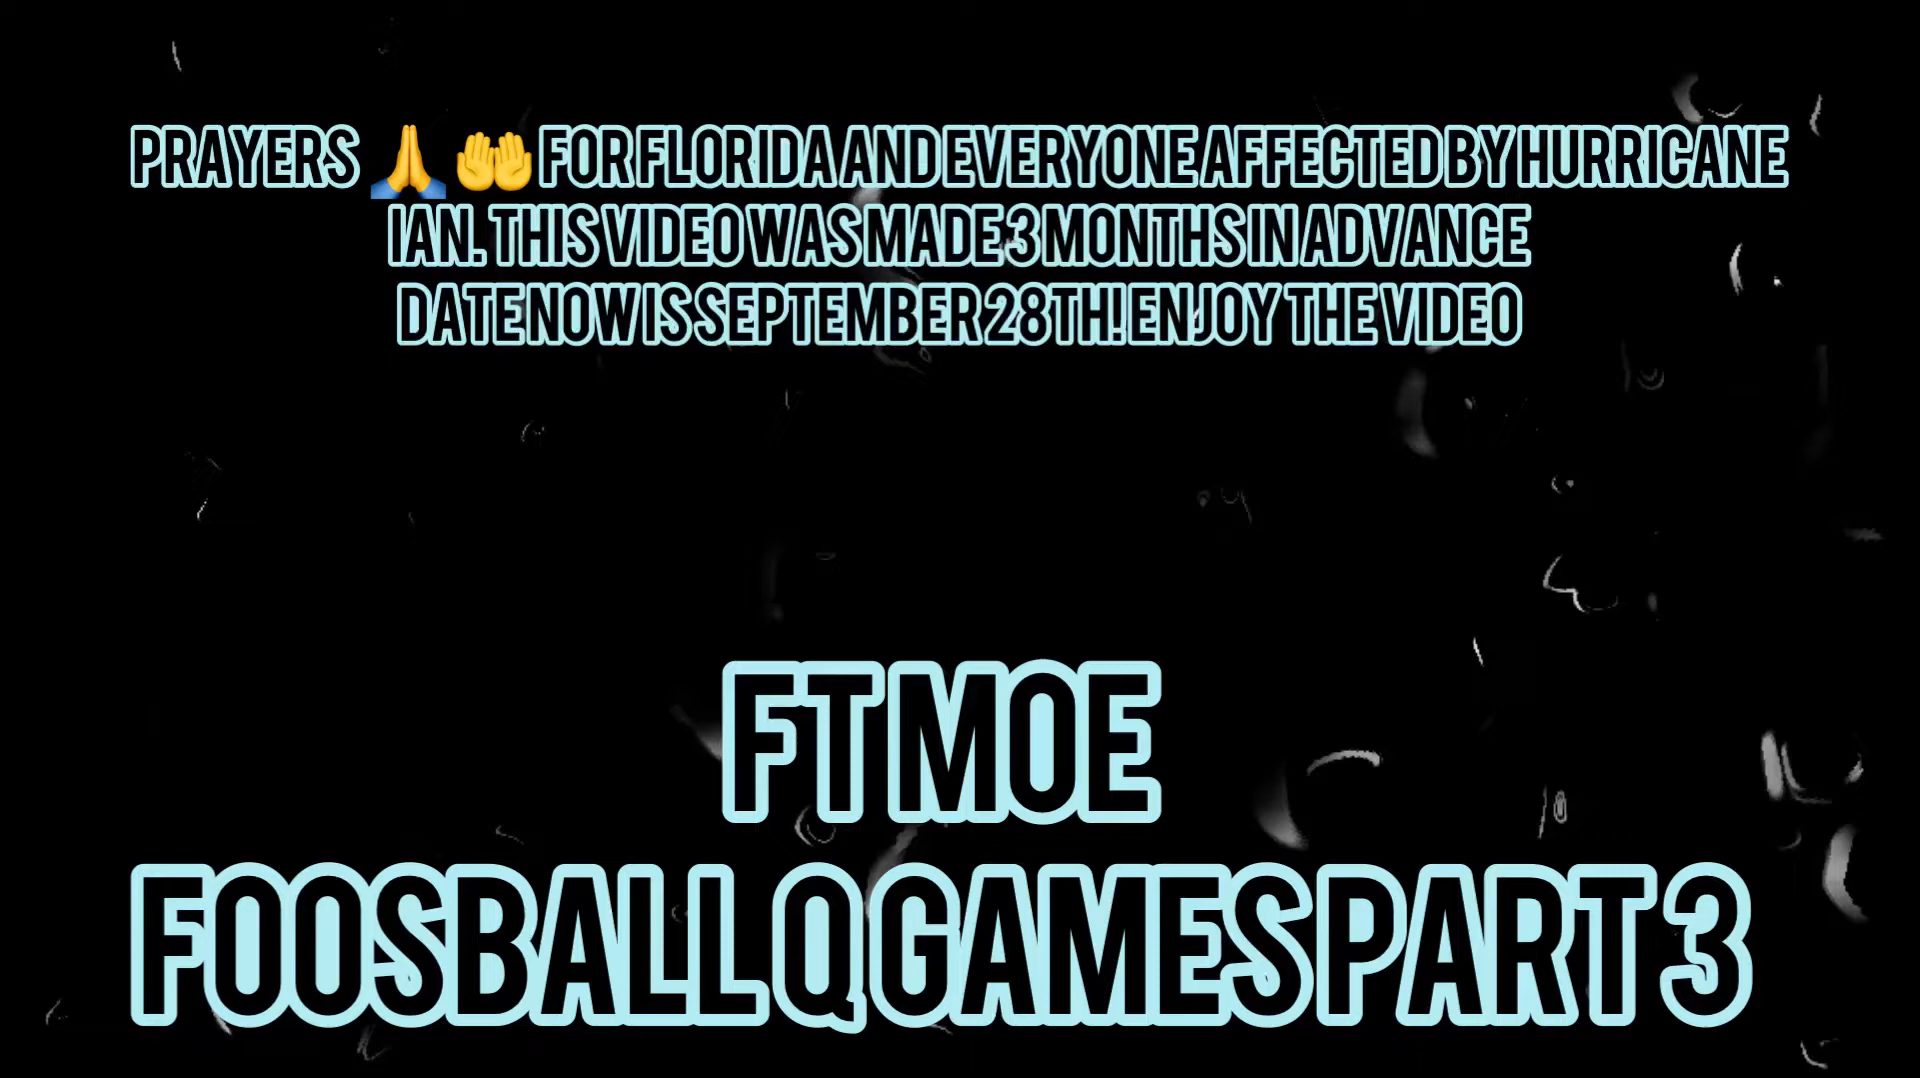 PRAYERS 🙏 🤲 FOR FLORIDA AND EVERYONE AFFECTED BY HURRICANE
IAN. THIS VIDEO WAS MADE 3 MONTHS IN ADVANCE
DATE NOW IS SEPTEMBER 28TH! ENJOY THE VIDEO
FT MOE
FOOSBALL Q GAMES PART 3